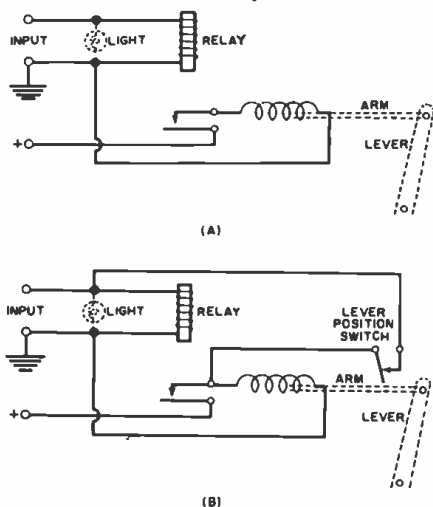 INPUT
LIGHT
RELAY
ARM
LEVER
+
(A)
INPUT
LIGHT
RELAY
LEVER
POSITION
SWITCH
ARM
LEVER
+
(B)